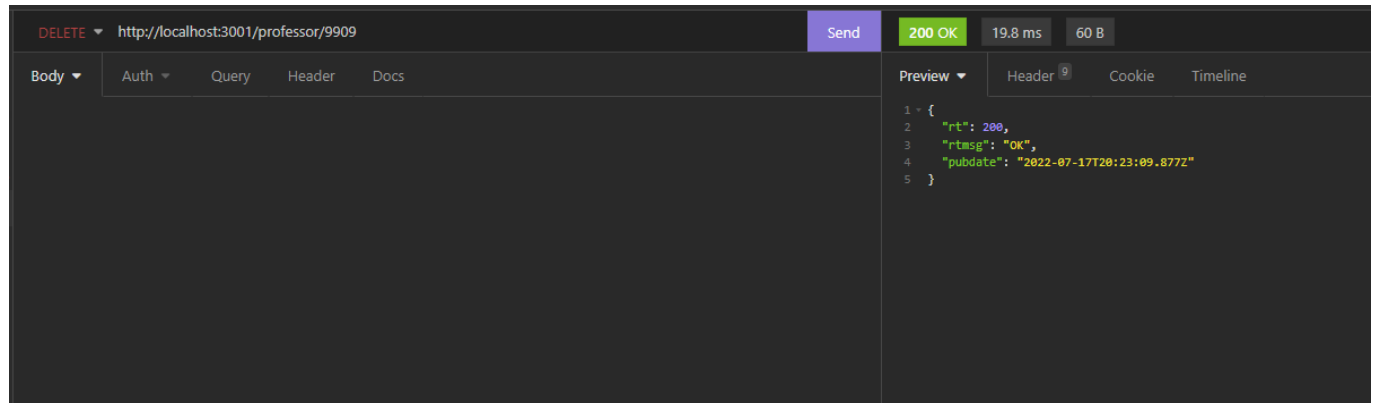 DELETE http://localhost:3001/professor/9909 Send 200 OK 19.8 ms 60 B
Body Auth Query Header Docs Preview Header 9 Cookie Timeline
1 {
2 "rt": 200,
3 "rtmsg": "OK",
4 "pubdate": "2022-07-17T20:23:09.877Z"
5 }